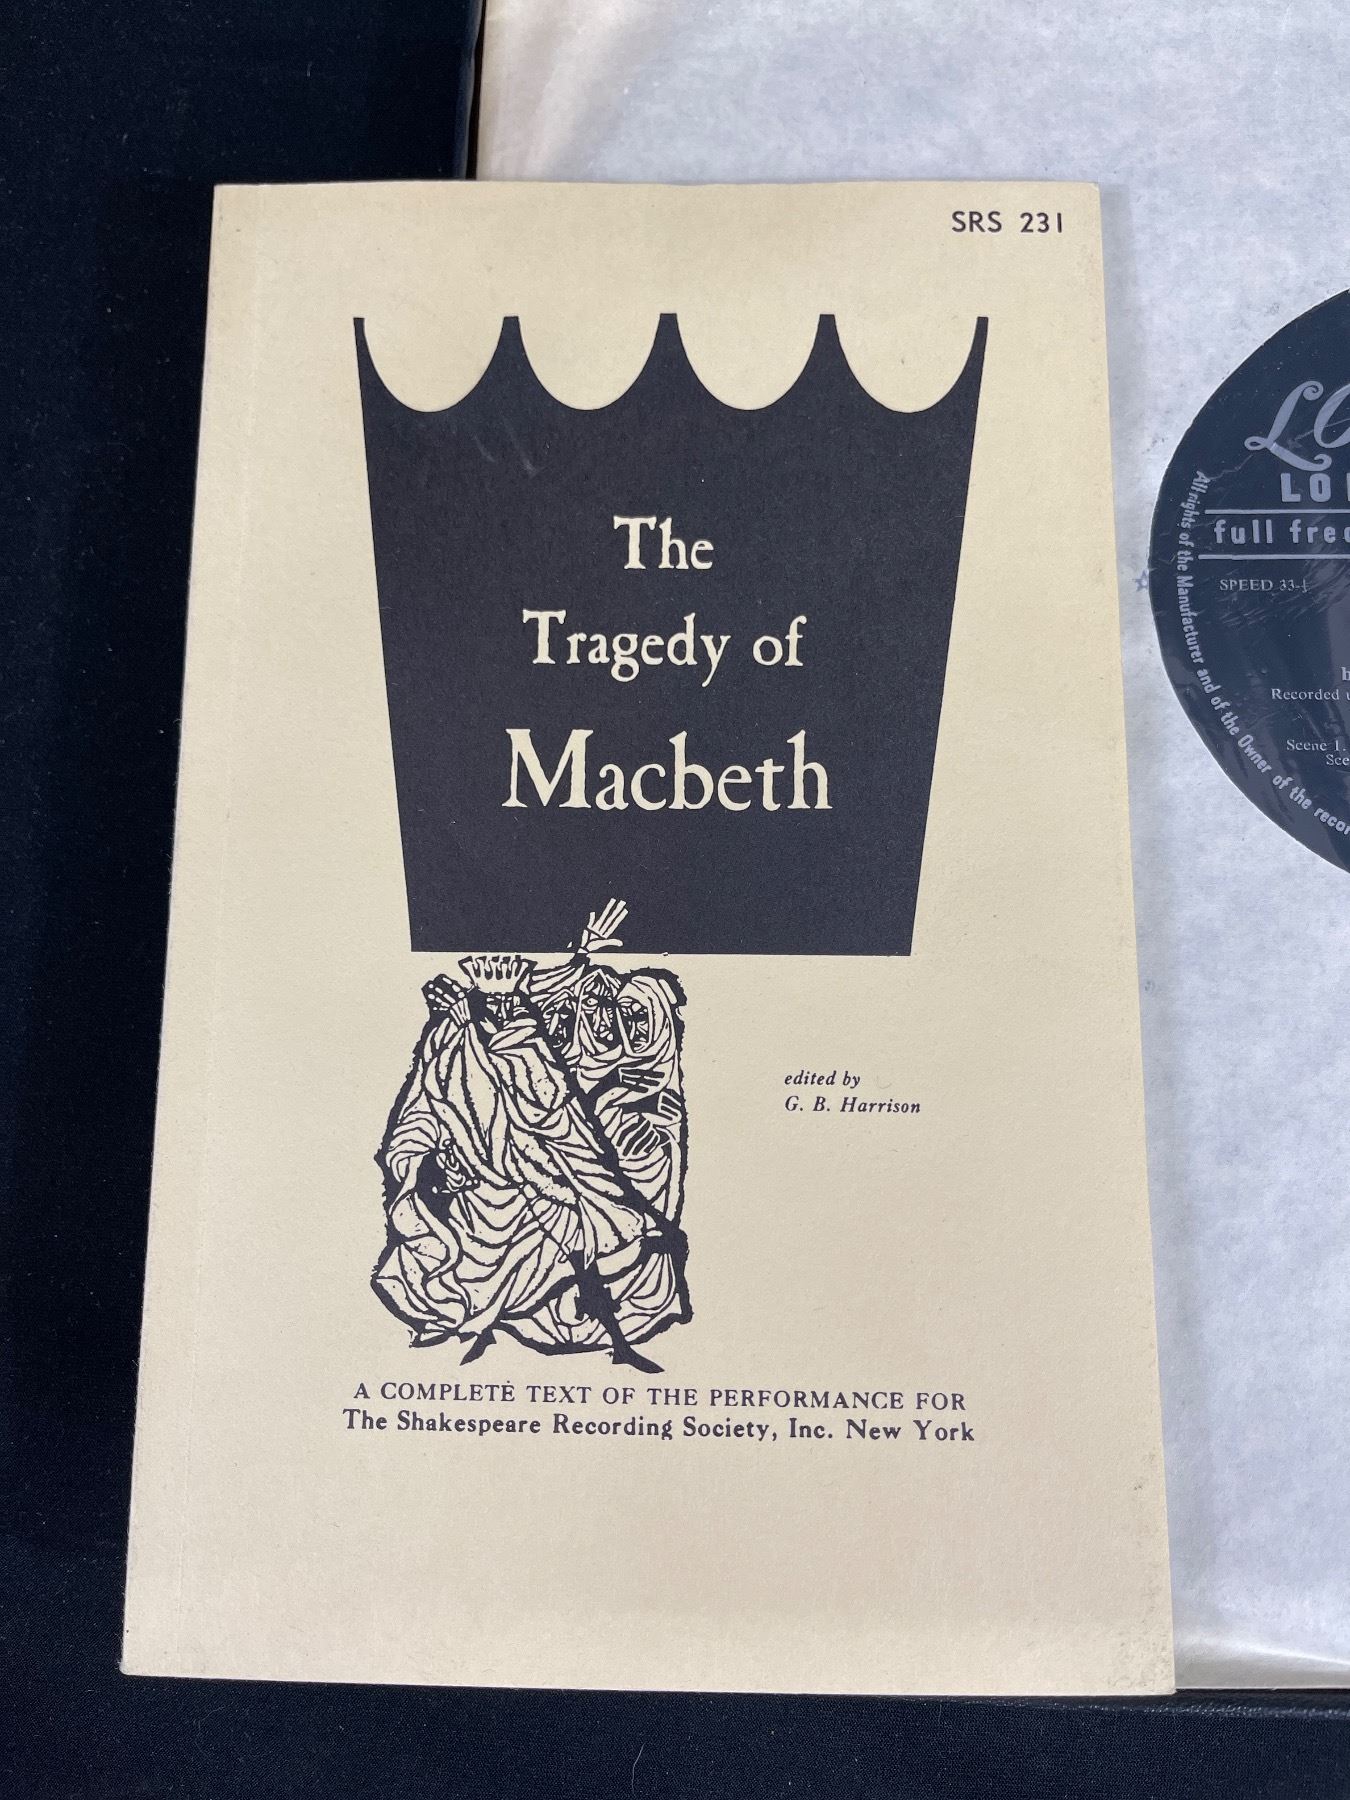 SRS 231
The
Tragedy of
Macbeth
edited by
G. B. Harrison
A COMPLETE TEXT OF THE PERFORMANCE FOR
The Shakespeare Recording Society, Inc. New York
full
SPEED 33-1
Recorded
Scene 1.
All rights of the Manufacturer and of the Owner of the